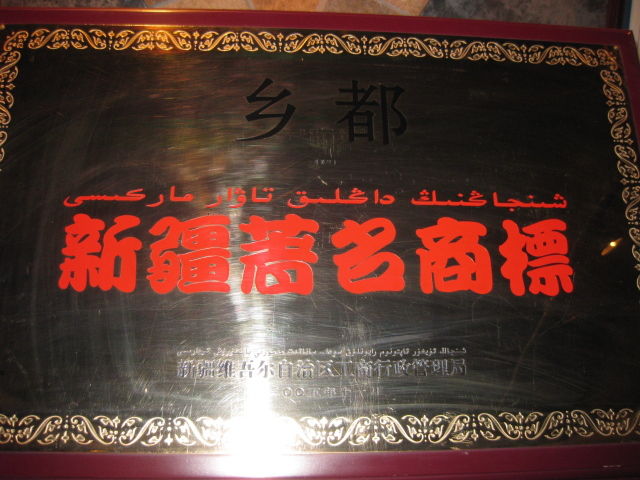 乡都
شىنجاڭنىڭ داڭلىق تاۋار ماركىسى
新疆著名商標
新疆维吾尔自治区工商行政管理局